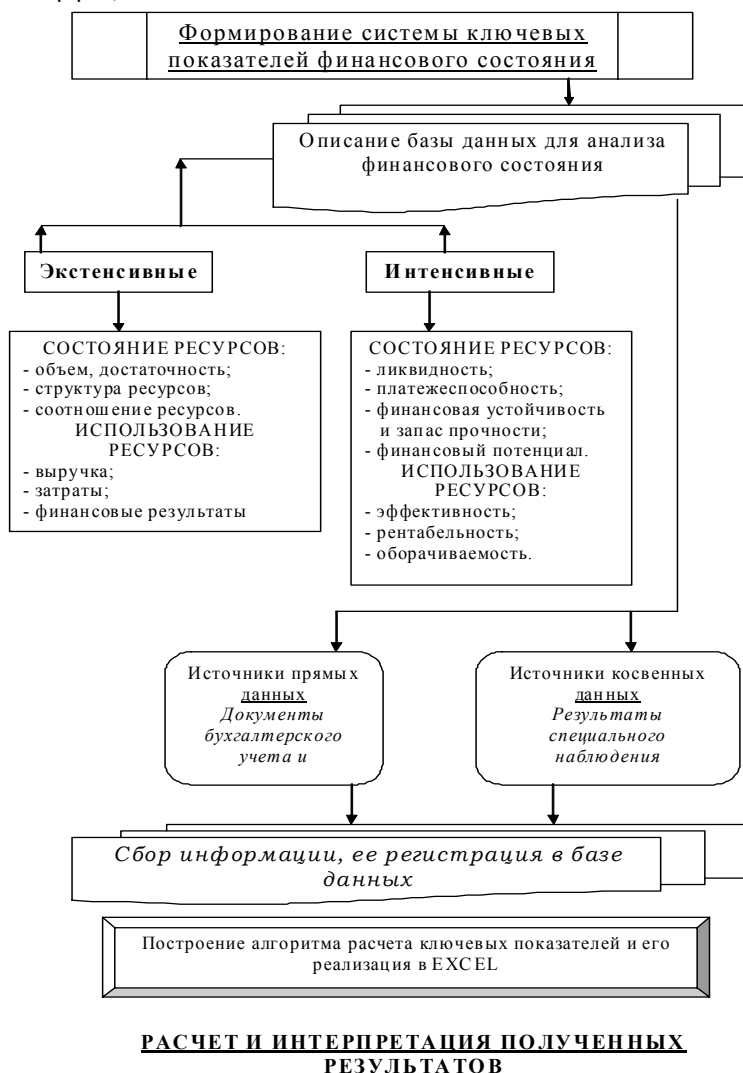 Формирование системы ключевых
показателей финансового состояния
Описание базы данных для анализа
финансового состояния
Экстенсивные
Интенсивные
СОСТОЯНИЕ РЕСУРСОВ:
- объем, достаточность;
- структура ресурсов;
- соотношение ресурсов.
ИСПОЛЬЗОВАНИЕ
РЕСУРСОВ:
- выручка;
- затраты;
- финансовые результаты
СОСТОЯНИЕ РЕСУРСОВ:
- ликвидность;
- платежеспособность;
- финансовая устойчивость
и запас прочности;
- финансовый потенциал.
ИСПОЛЬЗОВАНИЕ
РЕСУРСОВ:
- эффективность;
- рентабельность;
- оборачиваемость.
Источники прямых
данных
Документы
бухгалтерского
учета и
Источники косвенных
данных
Результаты
специального
наблюдения
Сбор информации, ее регистрация в базе
данных
Построение алгоритма расчета ключевых показателей и его
реализация в EXCEL
РАСЧЕТ И ИНТЕРПРЕТАЦИЯ ПОЛУЧЕННЫХ
РЕЗУЛЬТАТОВ